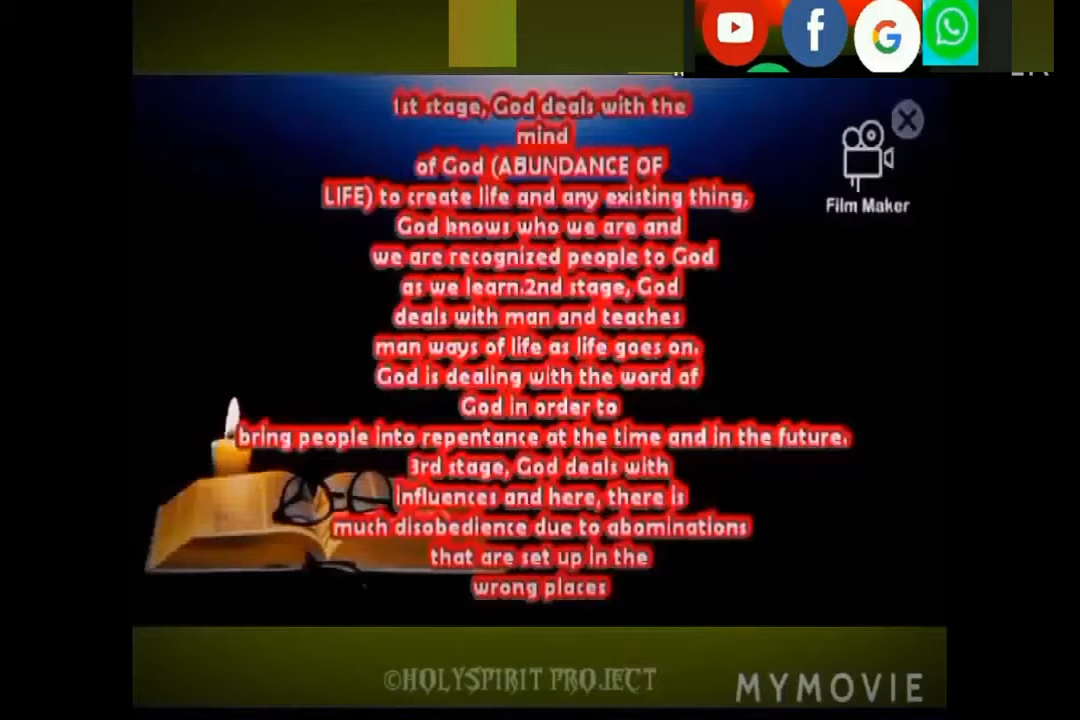 1st stage, God deals with the
mind
of God (ABUNDANCE OF
LIFE) to create life and any existing thing,
God knows who we are and
we are recognized people to God
as we learn.2nd stage, God
deals with man and teaches
man ways of life as life goes on.
God is dealing with the word of
God in order to
bring people into repentance at the time and in the future.
3rd stage, God deals with
influences and here, there is
much disobedience due to abominations
that are set up in the
wrong places
Film Maker
©HOLYSPIRIT PROJECT
MYMOVIE